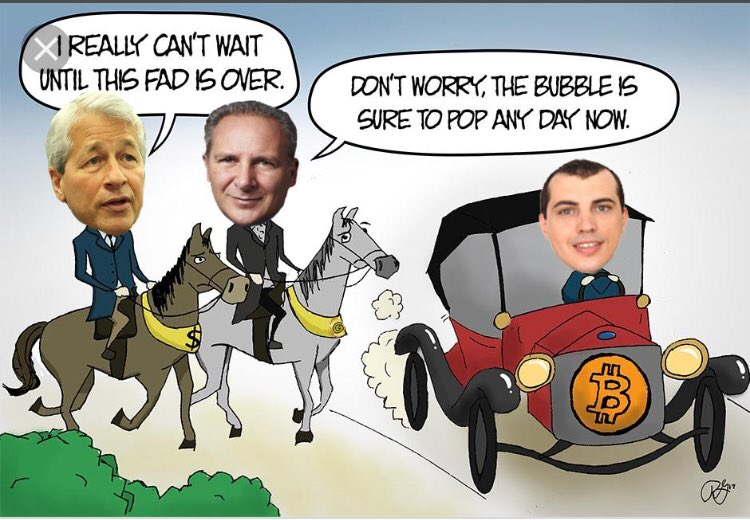 I REALLY CAN'T WAIT
UNTIL THIS FAD IS OVER.
DON'T WORRY, THE BUBBLE IS
SURE TO POP ANY DAY NOW.
$
₿